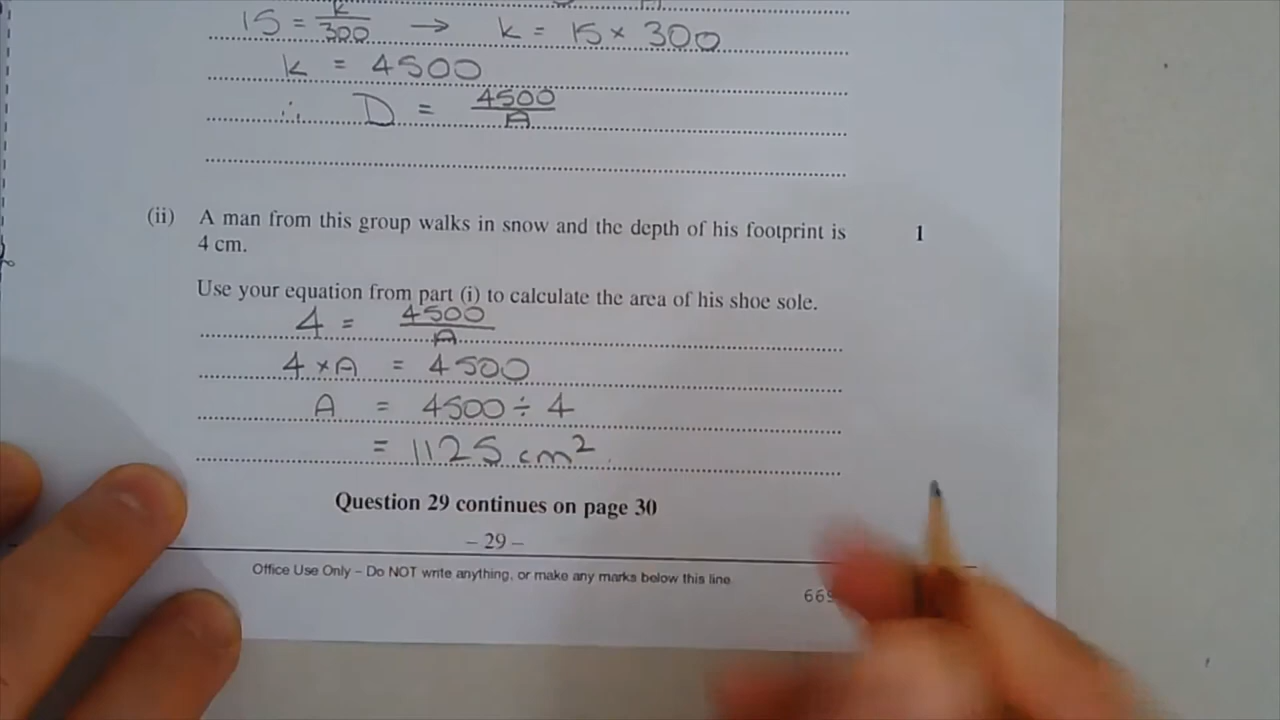 15 = k/300 → k = 15 × 300
k = 4500
∴ D = 4500/A
(ii) A man from this group walks in snow and the depth of his footprint is 1
4 cm.
Use your equation from part (i) to calculate the area of his shoe sole.
4 = 4500/A
4 × A = 4500
A = 4500 ÷ 4
= 1125 cm²
Question 29 continues on page 30
– 29 –
Office Use Only – Do NOT write anything, or make any marks below this line